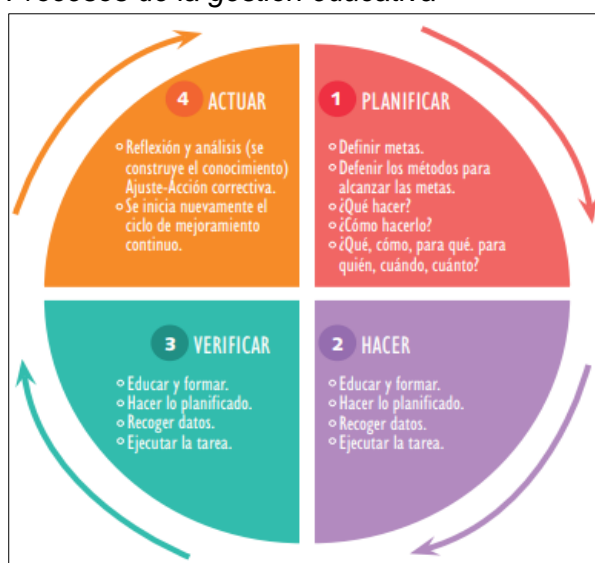 Procesos de la gestión educativa
1 PLANIFICAR
Definir metas.
Defenir los métodos para
alcanzar las metas.
¿Qué hacer?
¿Cómo hacerlo?
¿Qué, cómo, para qué. para
quién, cuándo, cuánto?
2 HACER
Educar y formar.
Hacer lo planificado.
Recoger datos.
Ejecutar la tarea.
3 VERIFICAR
Educar y formar.
Hacer lo planificado.
Recoger datos.
Ejecutar la tarea.
4 ACTUAR
Reflexión y análisis (se
construye el conocimiento)
Ajuste-Acción correctiva.
Se inicia nuevamente el
ciclo de mejoramiento
continuo.